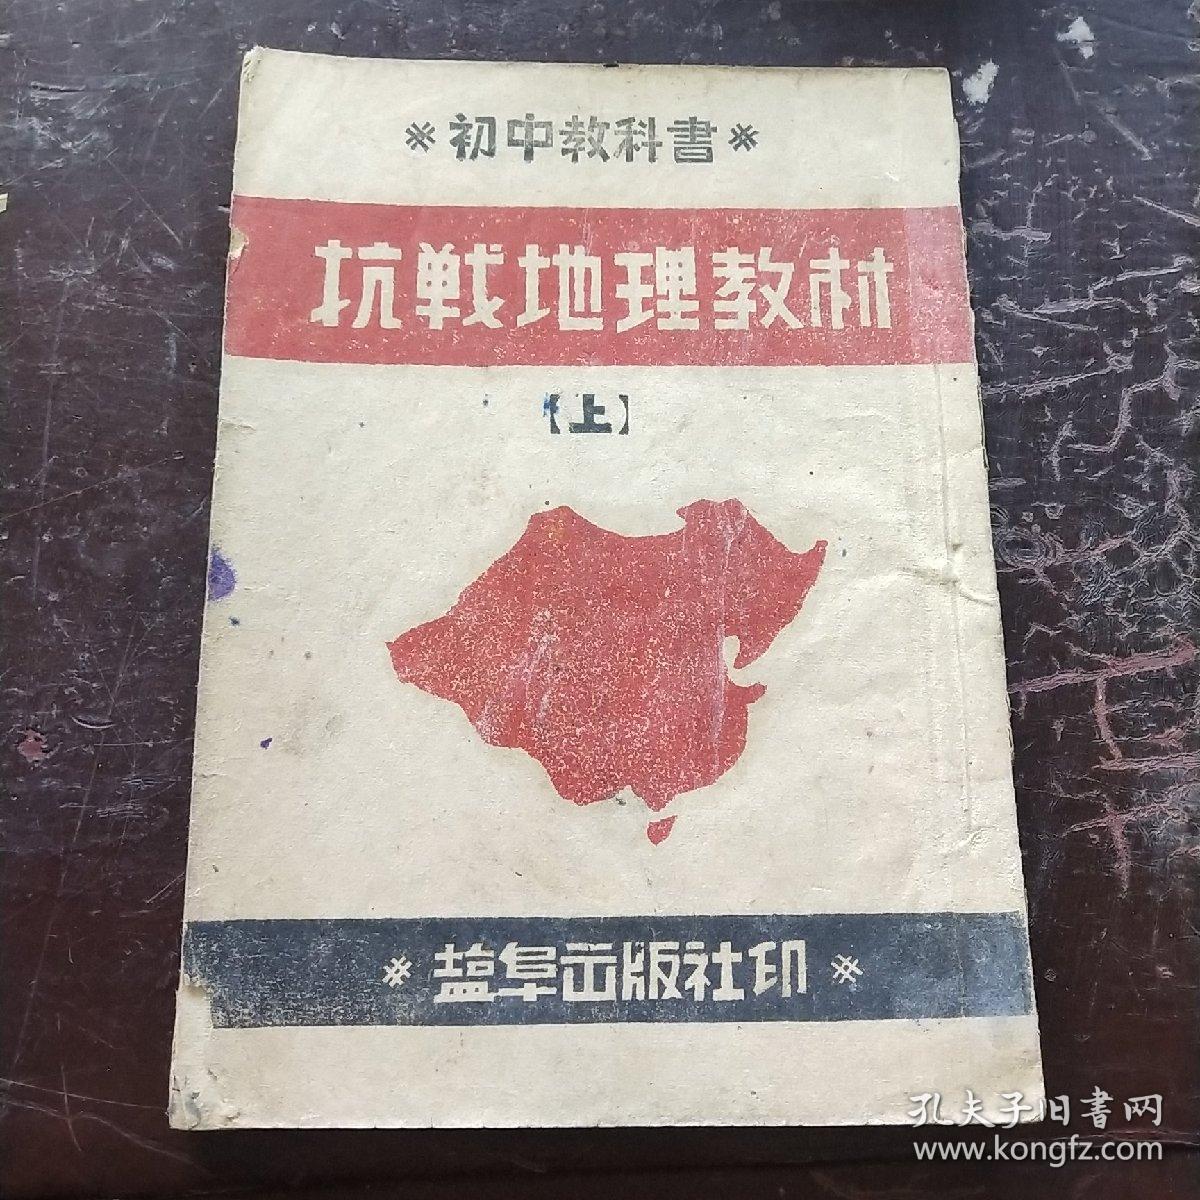 ※初中教科書※
抗戦地理教材
【上】
※盐阜出版社印※
孔夫子旧書网
www.kongfz.com